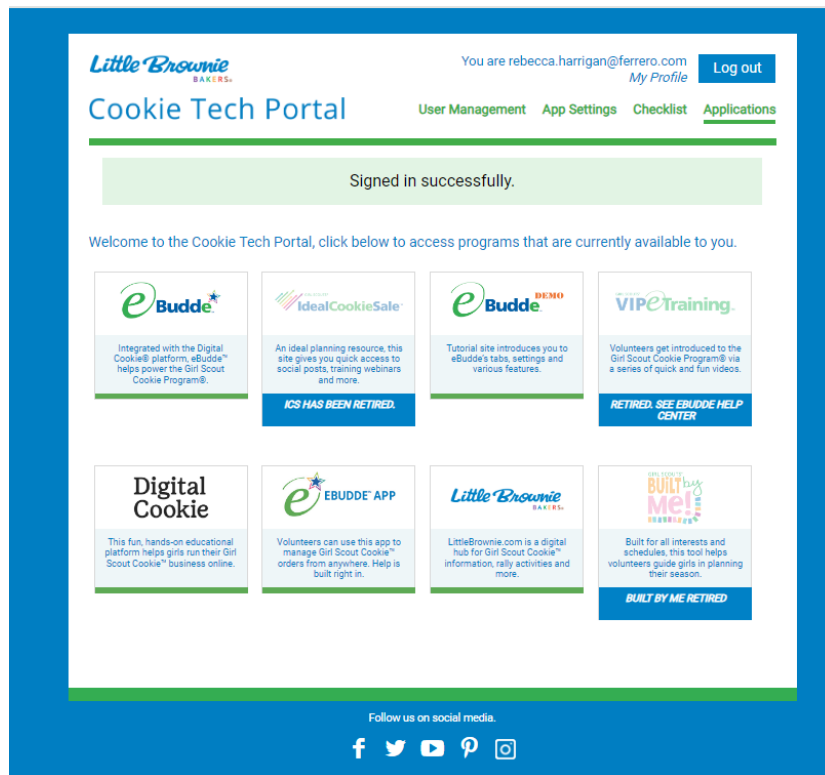 Little Brownie
BAKERS®
You are rebecca.harrigan@ferrero.com
My Profile
Log out
Cookie Tech Portal
User Management App Settings Checklist Applications
Signed in successfully.
Welcome to the Cookie Tech Portal, click below to access programs that are currently available to you.
eBudde
Integrated with the Digital
Cookie® platform, eBudde™
helps power the Girl Scout
Cookie Program®.
IdealCookieSale
An ideal planning resource, this
site gives you quick access to
social posts, training webinars
and more.
ICS HAS BEEN RETIRED.
eBudde DEMO
Tutorial site introduces you to
eBudde's tabs, settings and
various features.
VIP eTraining.
Volunteers get introduced to the
Girl Scout Cookie Program® via
a series of quick and fun videos.
RETIRED. SEE EBUDDE HELP
CENTER
Digital
Cookie
This fun, hands-on educational
platform helps girls run their Girl
Scout Cookie™ business online.
e EBUDDE™ APP
Volunteers can use this app to
manage Girl Scout Cookie™
orders from anywhere. Help is
built right in.
Little Brownie
BAKERS®
LittleBrownie.com is a digital
hub for Girl Scout Cookie™
information, rally activities and
more.
GIRL SCOUTS
BUILT by
Me!
Built for all interests and
schedules, this tool helps
volunteers guide girls in planning
their season.
BUILT BY ME RETIRED
Follow us on social media.